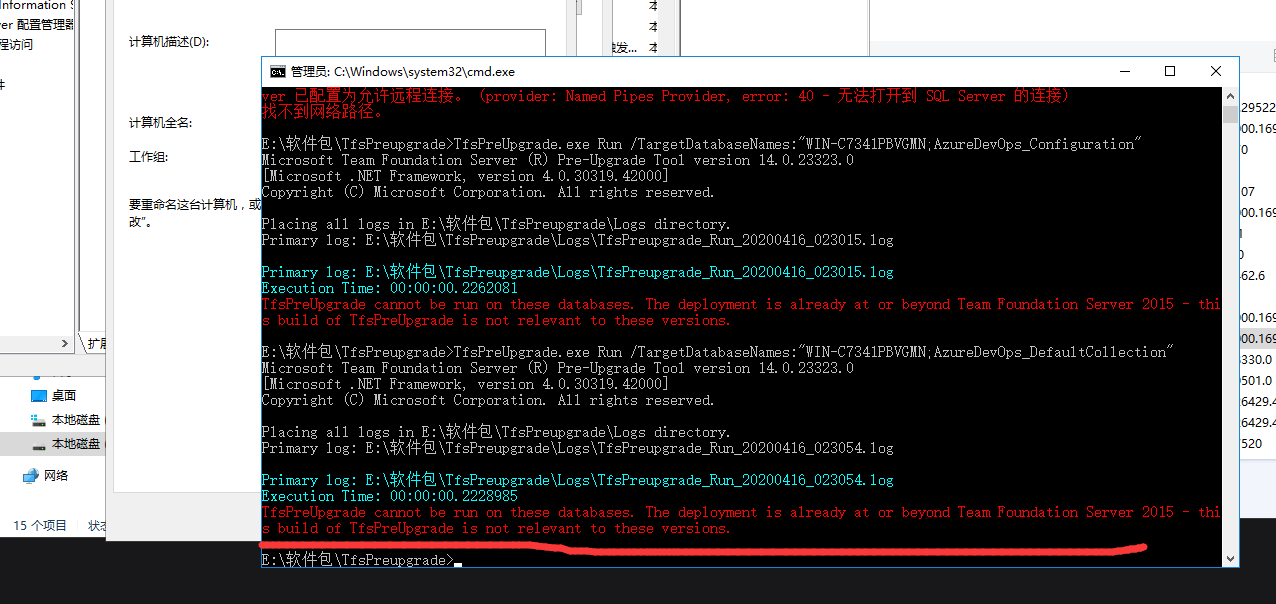 nformation S
ver 配置管理器
程访问
件
计算机描述(D):
计算机全名:
工作组:
要重命名这台计算机，或
改"。
本
本
触发... 本
管理员: C:\Windows\system32\cmd.exe
ver 已配置为允许远程连接。 (provider: Named Pipes Provider, error: 40 - 无法打开到 SQL Server 的连接)
找不到网络路径。
E:\软件包\TfsPreupgrade>TfsPreUpgrade.exe Run /TargetDatabaseNames:"WIN-C7341PBVGMN;AzureDevOps_Configuration"
Microsoft Team Foundation Server (R) Pre-Upgrade Tool version 14.0.23323.0
[Microsoft .NET Framework, version 4.0.30319.42000]
Copyright (C) Microsoft Corporation. All rights reserved.
Placing all logs in E:\软件包\TfsPreupgrade\Logs directory.
Primary log: E:\软件包\TfsPreupgrade\Logs\TfsPreupgrade_Run_20200416_023015.log
Primary log: E:\软件包\TfsPreupgrade\Logs\TfsPreupgrade_Run_20200416_023015.log
Execution Time: 00:00:00.2262081
TfsPreUpgrade cannot be run on these databases. The deployment is already at or beyond Team Foundation Server 2015 - thi
s build of TfsPreUpgrade is not relevant to these versions.
E:\软件包\TfsPreupgrade>TfsPreUpgrade.exe Run /TargetDatabaseNames:"WIN-C7341PBVGMN;AzureDevOps_DefaultCollection"
Microsoft Team Foundation Server (R) Pre-Upgrade Tool version 14.0.23323.0
[Microsoft .NET Framework, version 4.0.30319.42000]
Copyright (C) Microsoft Corporation. All rights reserved.
Placing all logs in E:\软件包\TfsPreupgrade\Logs directory.
Primary log: E:\软件包\TfsPreupgrade\Logs\TfsPreupgrade_Run_20200416_023054.log
Primary log: E:\软件包\TfsPreupgrade\Logs\TfsPreupgrade_Run_20200416_023054.log
Execution Time: 00:00:00.2228985
TfsPreUpgrade cannot be run on these databases. The deployment is already at or beyond Team Foundation Server 2015 - thi
s build of TfsPreUpgrade is not relevant to these versions.
E:\软件包\TfsPreupgrade>
扩展
桌面
本地磁盘 (
本地磁盘 (
网络
15 个项目
状态
29522
00.169
0
07
00.169
0
62.6
00.169
00.169
330.0
9501.0
6429.4
6429.4
7520